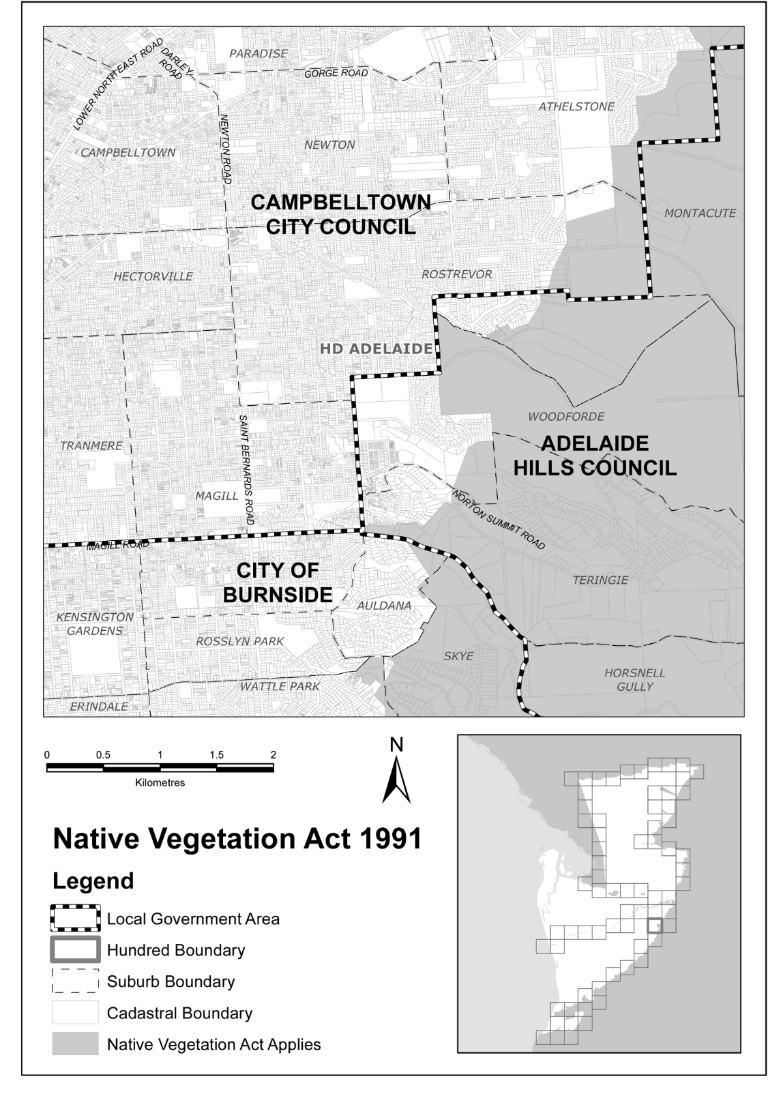 PARADISE
LOWER NORTH EAST ROAD
DARLEY
ROAD
GORGE ROAD
ATHELSTONE
NEWTON ROAD
CAMPBELLTOWN
NEWTON
CAMPBELLTOWN
CITY COUNCIL
MONTACUTE
HECTORVILLE
ROSTREVOR
HD ADELAIDE
WOODFORDE
TRANMERE
SAINT BERNARDS ROAD
ADELAIDE
HILLS COUNCIL
MAGILL
NORTON SUMMIT ROAD
MAGILL ROAD
CITY OF
BURNSIDE
TERINGIE
AULDANA
KENSINGTON
GARDENS
ROSSLYN PARK
SKYE
HORSNELL
GULLY
WATTLE PARK
ERINDALE
0 0.5 1 1.5 2
Kilometres
N
Native Vegetation Act 1991
Legend
Local Government Area
Hundred Boundary
Suburb Boundary
Cadastral Boundary
Native Vegetation Act Applies